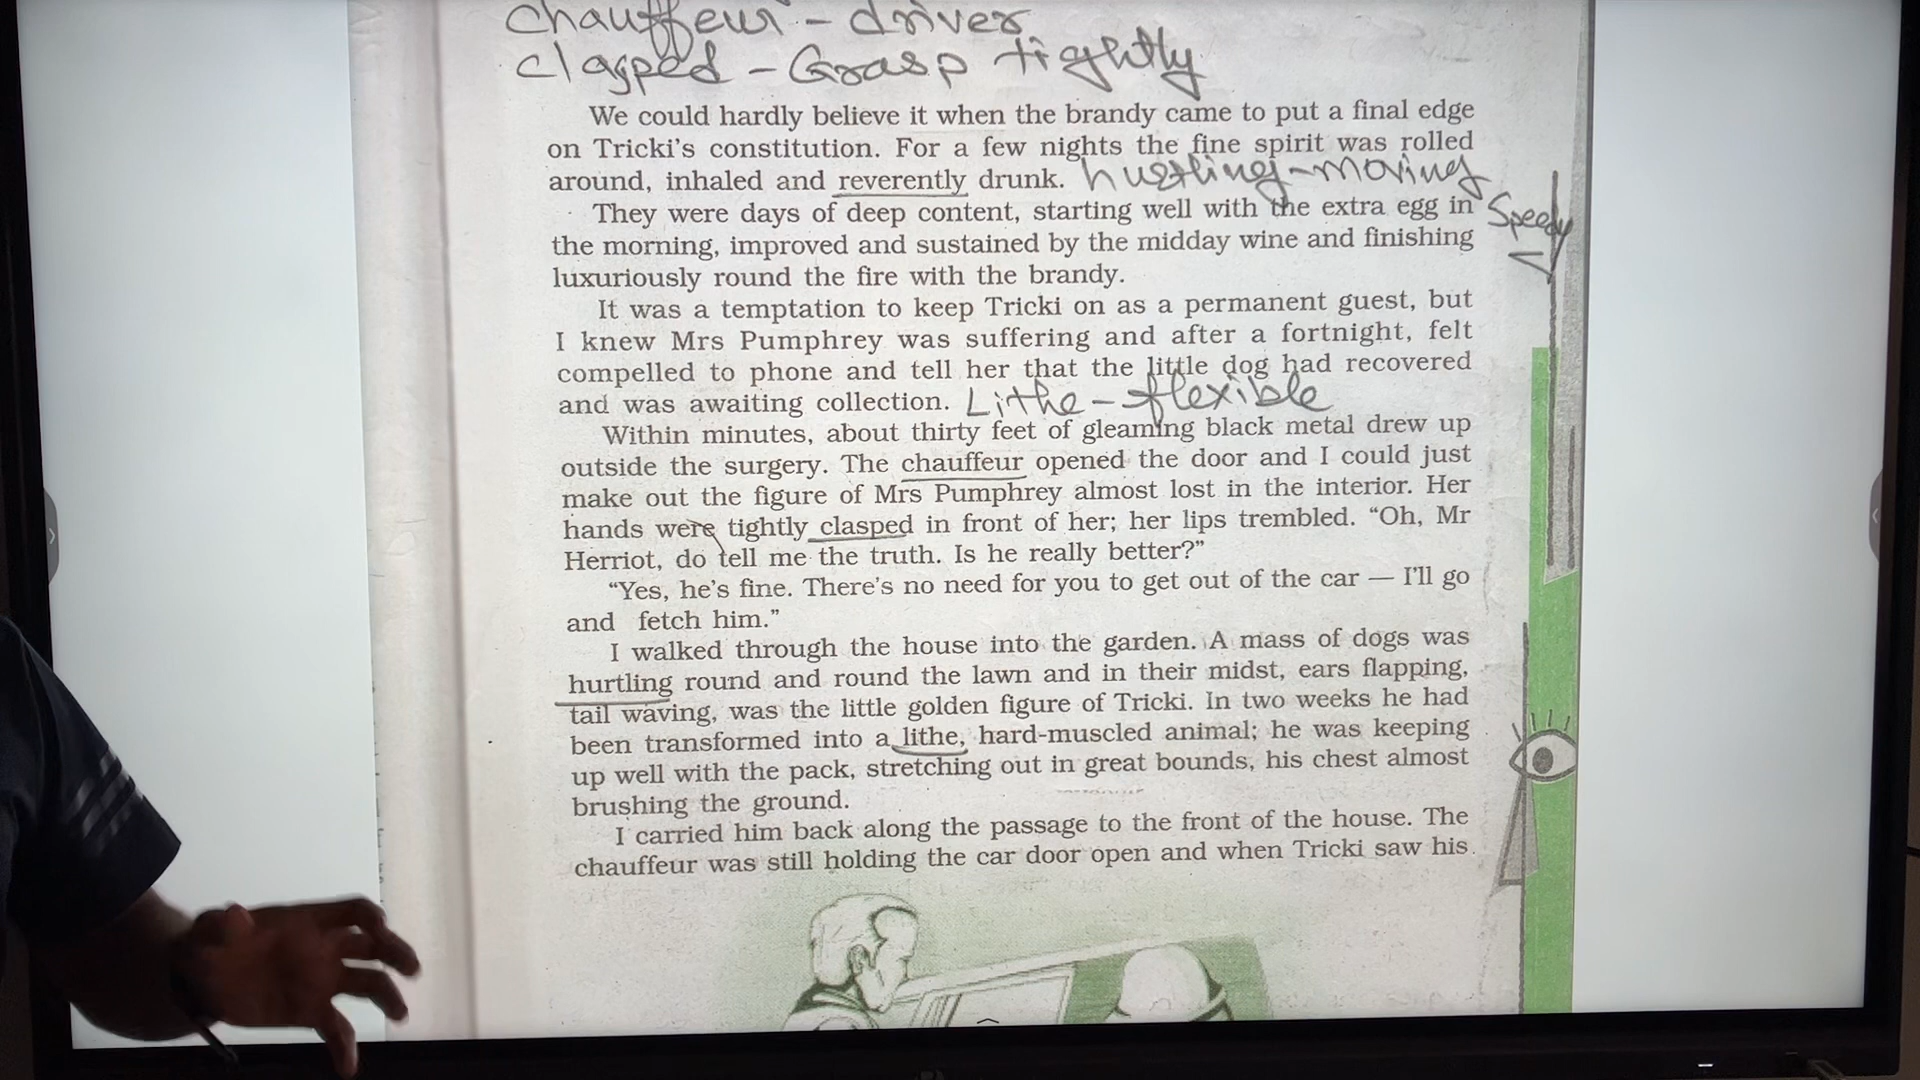 Chauffeur - driver
clasped - Grasp tightly
We could hardly believe it when the brandy came to put a final edge
on Tricki's constitution. For a few nights the fine spirit was rolled
around, inhaled and reverently drunk. hurtling - moving
Speedy
They were days of deep content, starting well with the extra egg in
the morning, improved and sustained by the midday wine and finishing
luxuriously round the fire with the brandy.
It was a temptation to keep Tricki on as a permanent guest, but
I knew Mrs Pumphrey was suffering and after a fortnight, felt
compelled to phone and tell her that the little dog had recovered
and was awaiting collection. Lithe - flexible
Within minutes, about thirty feet of gleaming black metal drew up
outside the surgery. The chauffeur opened the door and I could just
make out the figure of Mrs Pumphrey almost lost in the interior. Her
hands were tightly clasped in front of her; her lips trembled. “Oh, Mr
Herriot, do tell me the truth. Is he really better?”
“Yes, he's fine. There's no need for you to get out of the car — I'll go
and fetch him.”
I walked through the house into the garden. A mass of dogs was
hurtling round and round the lawn and in their midst, ears flapping,
tail waving, was the little golden figure of Tricki. In two weeks he had
been transformed into a lithe, hard-muscled animal; he was keeping
up well with the pack, stretching out in great bounds, his chest almost
brushing the ground.
I carried him back along the passage to the front of the house. The
chauffeur was still holding the car door open and when Tricki saw his